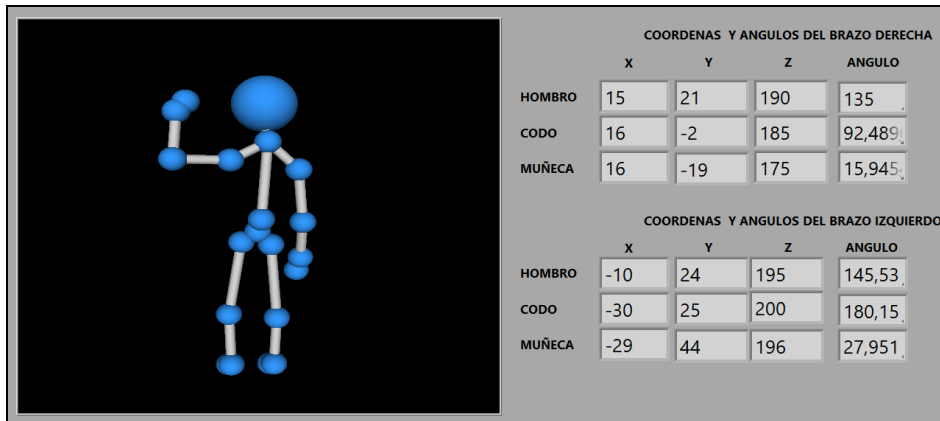 COORDENAS Y ANGULOS DEL BRAZO DERECHA
X Y Z ANGULO
HOMBRO 15 21 190 135
CODO 16 -2 185 92,489
MUÑECA 16 -19 175 15,945
COORDENAS Y ANGULOS DEL BRAZO IZQUIERDO
X Y Z ANGULO
HOMBRO -10 24 195 145,53
CODO -30 25 200 180,15
MUÑECA -29 44 196 27,951